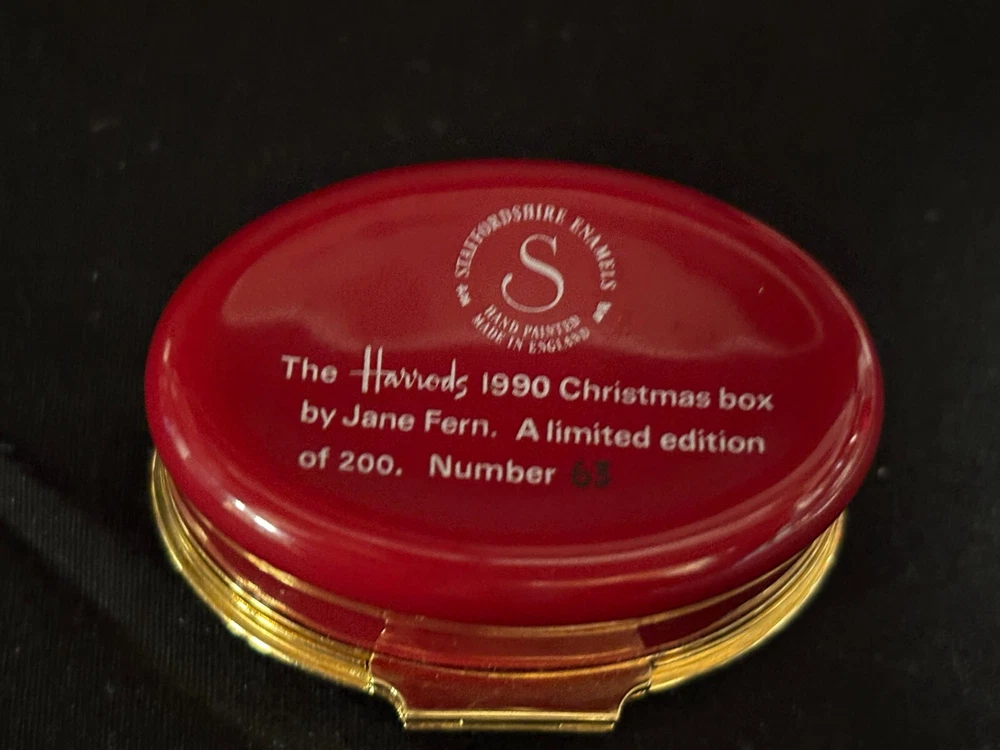 STAFFORDSHIRE ENAMELS
S
HAND PAINTED
MADE IN ENGLAND
The Harrods 1990 Christmas box
by Jane Fern. A limited edition
of 200. Number 63